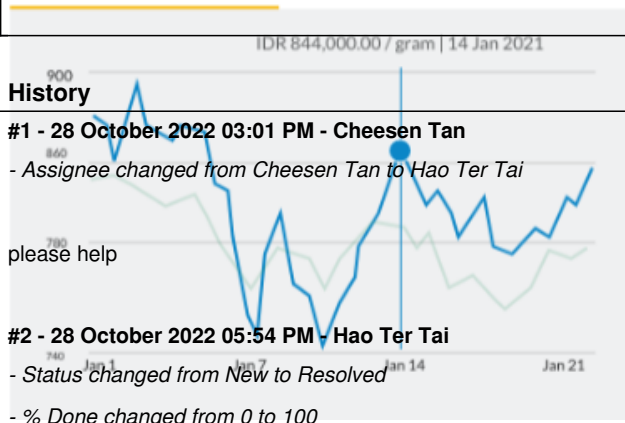 IDR 844,000.00 / gram | 14 Jan 2021
900
History
#1 - 28 October 2022 03:01 PM - Cheesen Tan
860
- Assignee changed from Cheesen Tan to Hao Ter Tai
780
please help
#2 - 28 October 2022 05:54 PM - Hao Ter Tai
740
Jan 1 Jan 7 Jan 14 Jan 21
- Status changed from New to Resolved
- % Done changed from 0 to 100